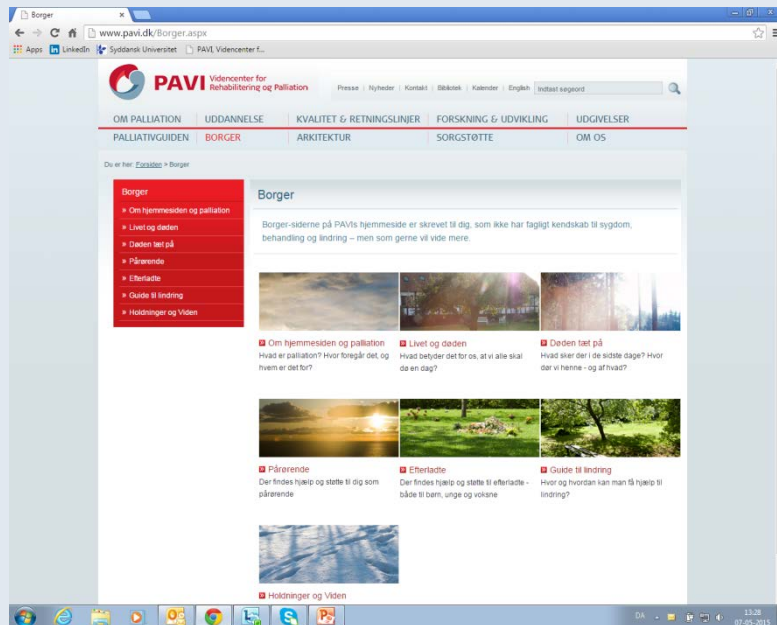 Borger
www.pavi.dk/Borger.aspx
Apps LinkedIn Syddansk Universitet PAVI, Videncenter f...
PAVI Videncenter for
Rehabilitering og Palliation
Presse | Nyheder | Kontakt | Bibliotek | Kalender | English
Indtast søgeord
OM PALLIATION UDDANNELSE KVALITET & RETNINGSLINJER FORSKNING & UDVIKLING UDGIVELSER
PALLIATIVGUIDEN BORGER ARKITEKTUR SORGSTØTTE OM OS
Du er her: Forsiden > Borger
Borger
» Om hjemmesiden og palliation
» Livet og døden
» Døden tæt på
» Pårørende
» Efterladte
» Guide til lindring
» Holdninger og Viden
Borger
Borger-siderne på PAVIs hjemmeside er skrevet til dig, som ikke har fagligt kendskab til sygdom,
behandling og lindring – men som gerne vil vide mere.
Om hjemmesiden og palliation
Hvad er palliation? Hvor foregår det, og
hvem er det for?
Livet og døden
Hvad betyder det for os, at vi alle skal
dø en dag?
Døden tæt på
Hvad sker der i de sidste dage? Hvor
dør vi henne - og af hvad?
Pårørende
Der findes hjælp og støtte til dig som
pårørende
Efterladte
Der findes hjælp og støtte til efterladte -
både til børn, unge og voksne
Guide til lindring
Hvor og hvordan kan man få hjælp til
lindring?
Holdninger og Viden
DA
13:28
07-05-2015